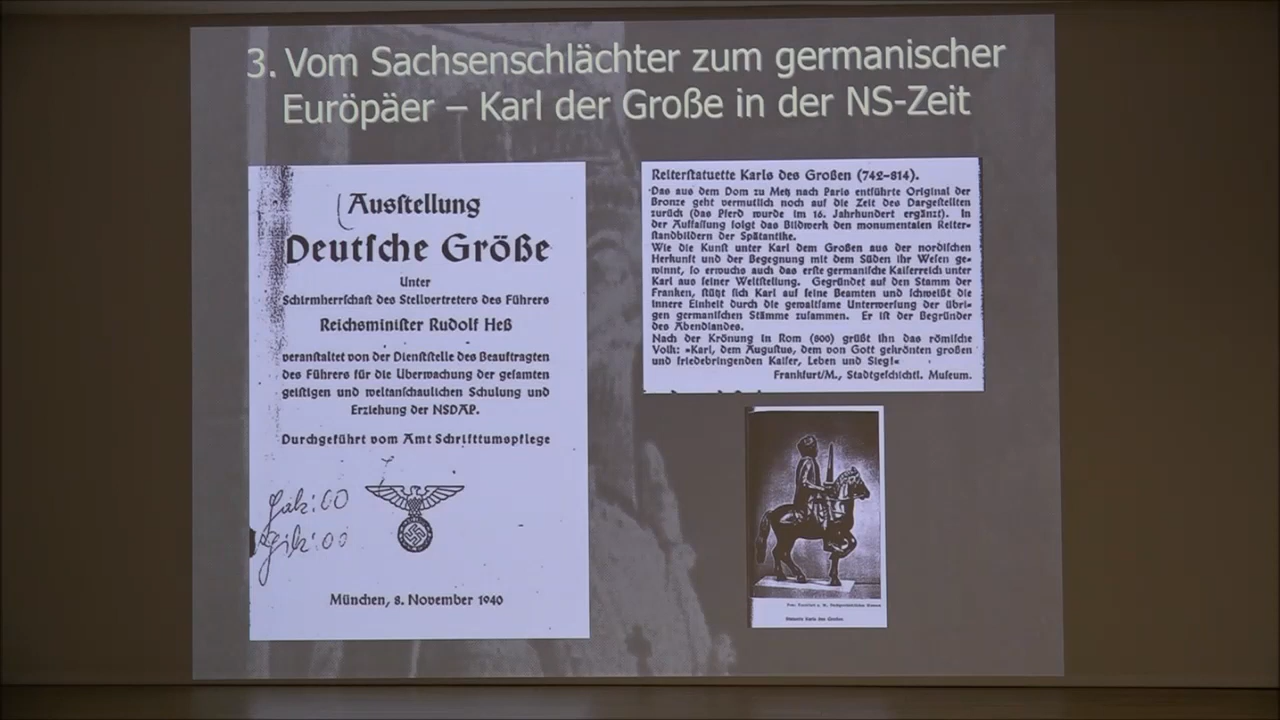 3. Vom Sachsenschlächter zum germanischer
Euröpäer – Karl der Große in der NS-Zeit
Ausstellung
Deutsche Größe
Unter
Schirmherrschaft des Stellvertreters des Führers
Reichsminister Rudolf Heß
veranstaltet von der Dienststelle des Beauftragten
des Führers für die Überwachung der gesamten
geistigen und weltanschaulichen Schulung und
Erziehung der NSDAP.
Durchgeführt vom Amt Schrifttumspflege
München, 8. November 1940
Reiterstatuette Karls des Großen (742–814).
Das aus dem Dom zu Metz nach Paris entführte Original der
Bronze geht vermutlich noch auf die Zeit des Dargestellten
zurück (das Pferd wurde im 16. Jahrhundert ergänzt). In
der Auffassung folgt das Bildwerk den monumentalen Reiter-
standbildern der Spätantike.
Wie die Kunst unter Karl dem Großen aus der nordischen
Herkunft und der Begegnung mit dem Süden ihr Wesen ge-
winnt, so erwuchs auch das erste germanische Kaiserreich unter
Karl aus seiner Weltstellung. Gegründet auf den Stamm der
Franken, stützt sich Karl auf seine Beamten und schweißt die
innere Einheit durch die gewaltsame Unterwerfung der übri-
gen germanischen Stämme zusammen. Er ist der Begründer
des Abendlandes.
Nach der Krönung in Rom (800) grüßt ihn das römische
Volk: »Karl, dem Augustus, dem von Gott gekrönten großen
und friedebringenden Kaiser, Leben und Sieg!«
Frankfurt/M., Stadtgeschichtl. Museum.
Karls des Großen